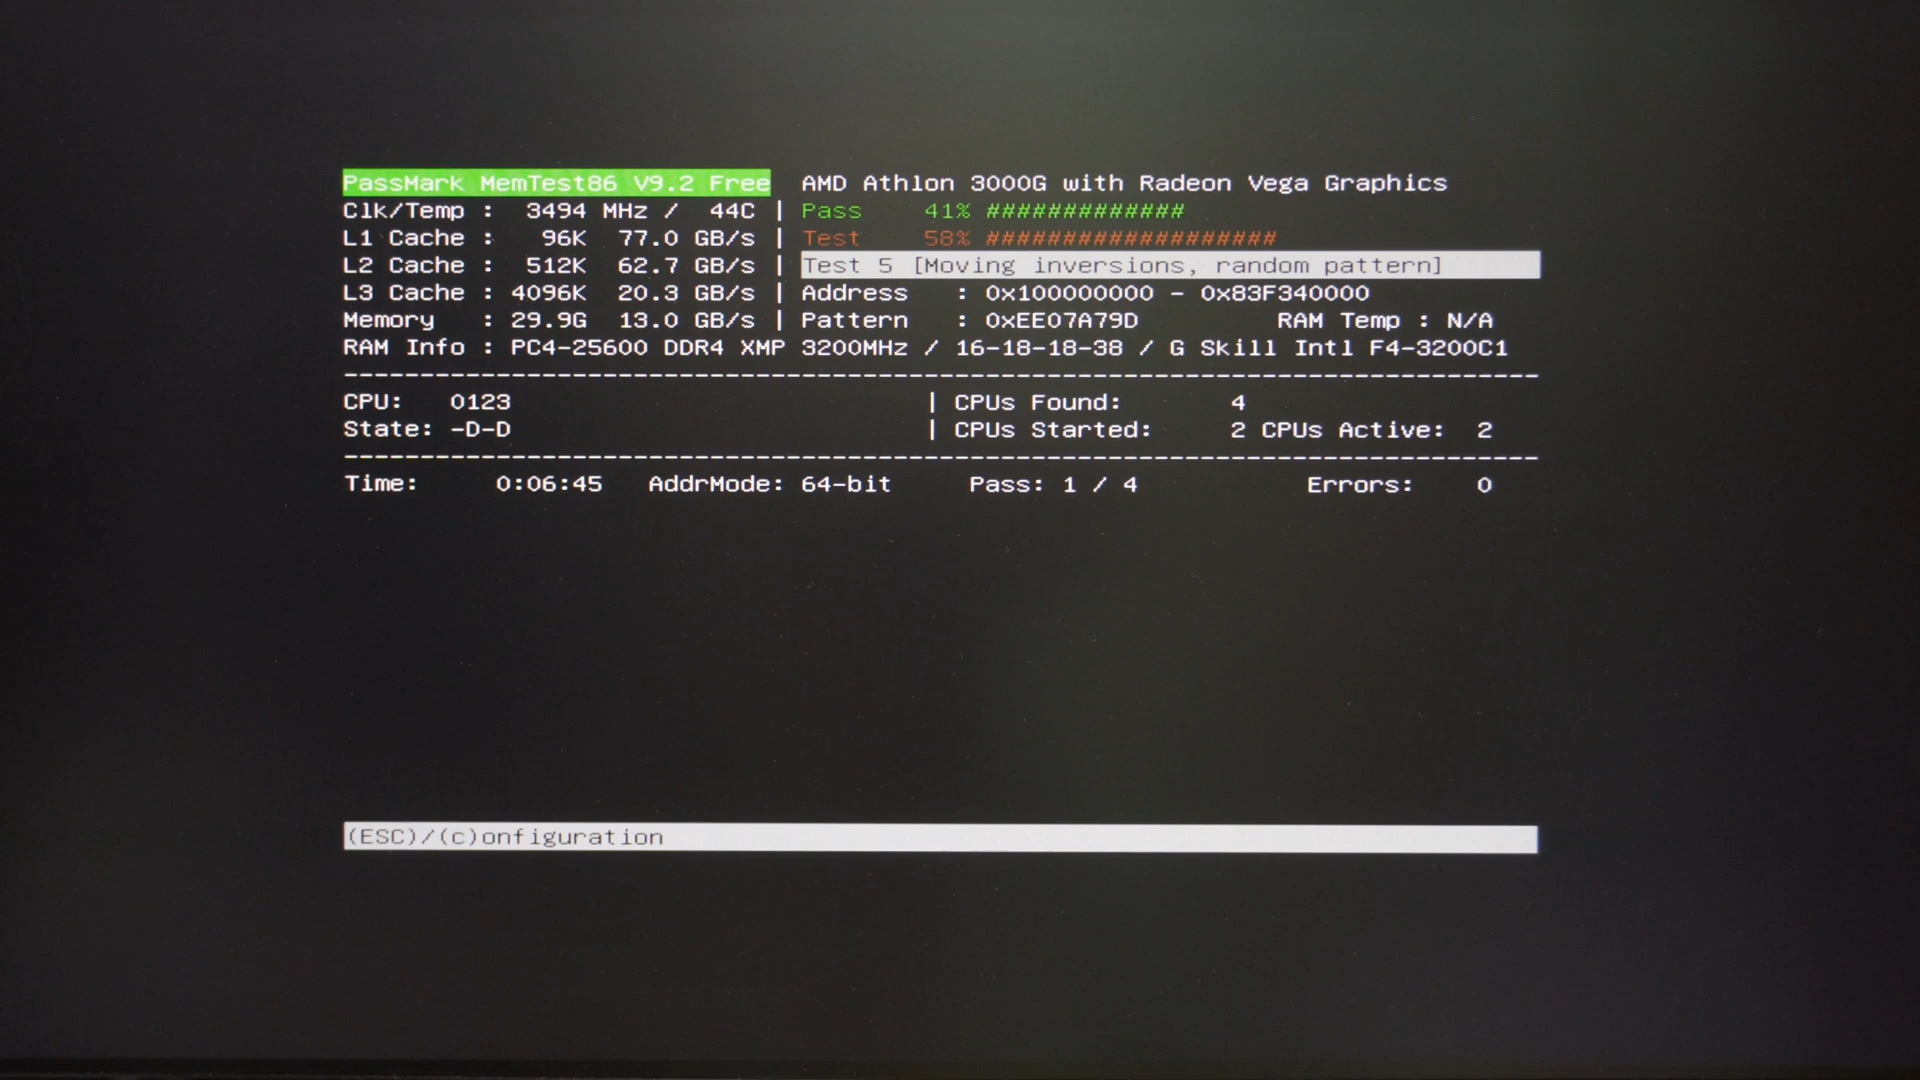 PassMark MemTest86 V9.2 Free AMD Athlon 3000G with Radeon Vega Graphics
Clk/Temp : 3494 MHz / 44C | Pass 41% #############
L1 Cache : 96K 77.0 GB/s | Test 58% ###################
L2 Cache : 512K 62.7 GB/s | Test 5 [Moving inversions, random pattern]
L3 Cache : 4096K 20.3 GB/s | Address : 0x100000000 - 0x83F340000
Memory : 29.9G 13.0 GB/s | Pattern : 0xEE07A79D RAM Temp : N/A
RAM Info : PC4-25600 DDR4 XMP 3200MHz / 16-18-18-38 / G Skill Intl F4-3200C1
------------------------------------------------------------------------------
CPU: 0123 | CPUs Found: 4
State: -D-D | CPUs Started: 2 CPUs Active: 2
------------------------------------------------------------------------------
Time: 0:06:45 AddrMode: 64-bit Pass: 1 / 4 Errors: 0
(ESC)/(c)onfiguration